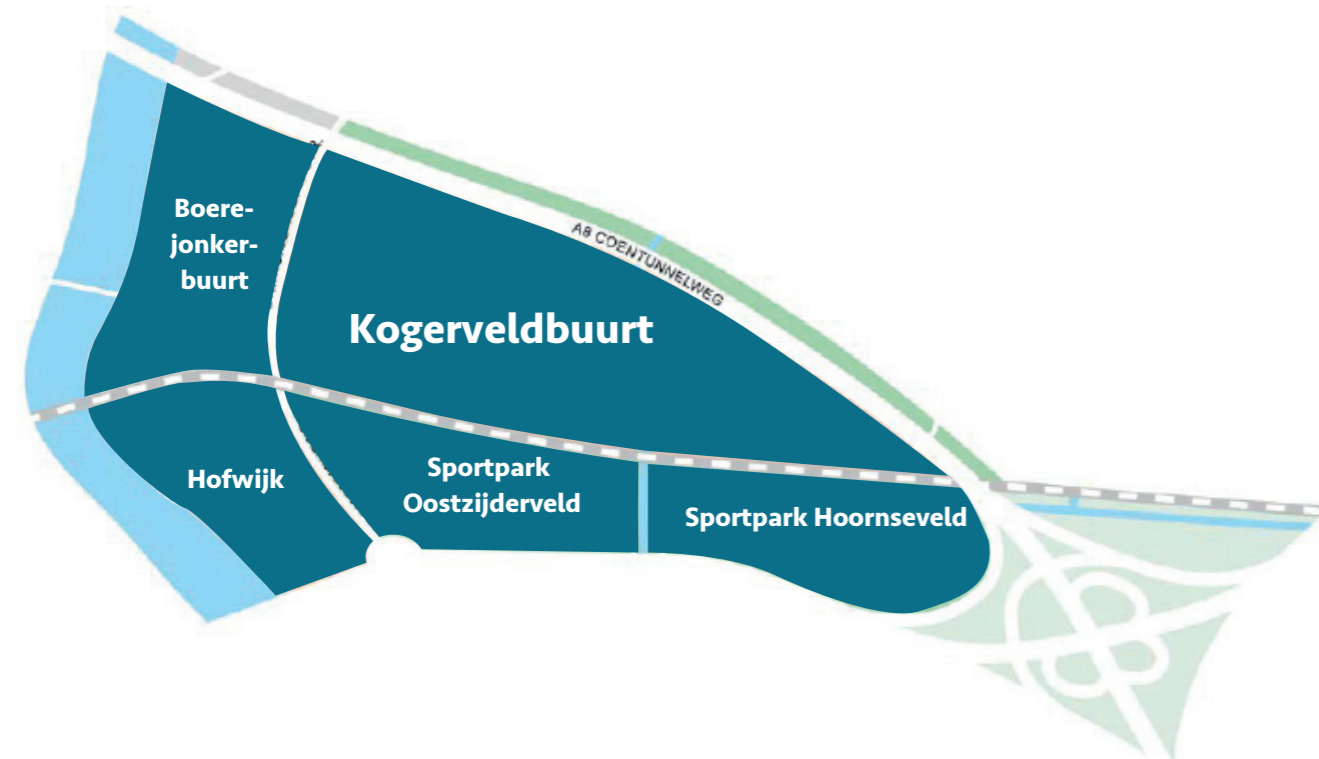 Boere-
jonker-
buurt
A8 COENTUNNELWEG
Kogerveldbuurt
Hofwijk
Sportpark
Oostzijderveld
Sportpark Hoornseveld